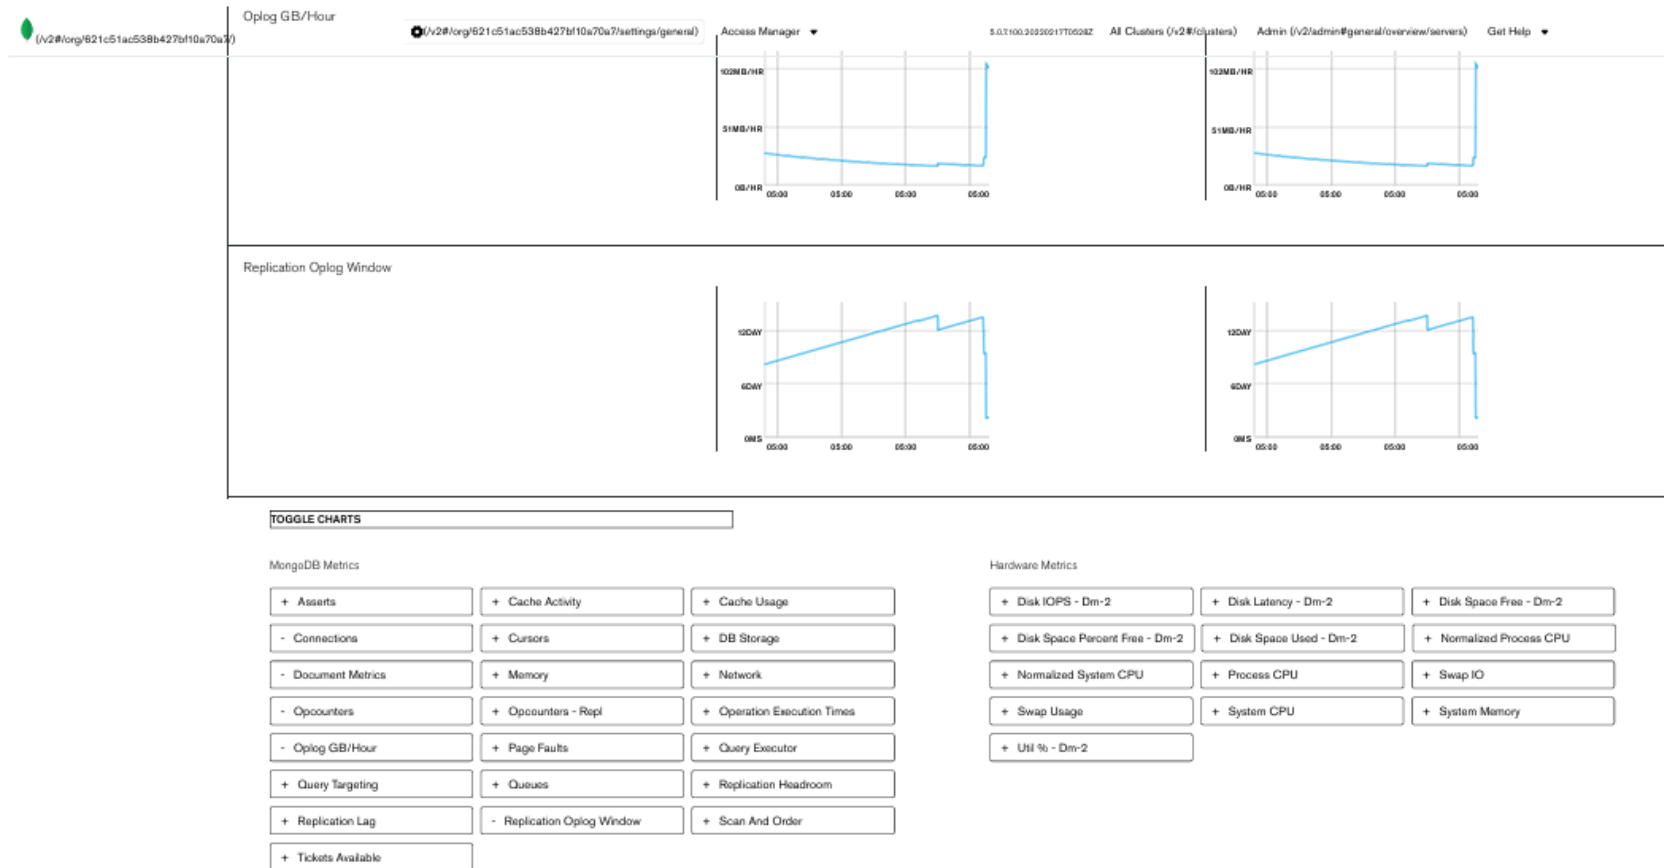 Oplog GB/Hour
(/v2#/org/621c51ac538b427bf10a70a7/)
(/v2#/org/621c51ac538b427bf10a70a7/settings/general)
Access Manager
5.0.7.100.20220217T0528Z
All Clusters (/v2#/clusters)
Admin (/v2/admin#general/overview/servers)
Get Help
102MB/HR
51MB/HR
0B/HR
05:00 05:00 05:00 05:00
102MB/HR
51MB/HR
0B/HR
05:00 05:00 05:00 05:00
Replication Oplog Window
12DAY
6DAY
0MS
05:00 05:00 05:00 05:00
12DAY
6DAY
0MS
05:00 05:00 05:00 05:00
TOGGLE CHARTS
MongoDB Metrics
+ Asserts
+ Cache Activity
+ Cache Usage
- Connections
+ Cursors
+ DB Storage
- Document Metrics
+ Memory
+ Network
- Opcounters
+ Opcounters - Repl
+ Operation Execution Times
- Oplog GB/Hour
+ Page Faults
+ Query Executor
+ Query Targeting
+ Queues
+ Replication Headroom
+ Replication Lag
- Replication Oplog Window
+ Scan And Order
+ Tickets Available
Hardware Metrics
+ Disk IOPS - Dm-2
+ Disk Latency - Dm-2
+ Disk Space Free - Dm-2
+ Disk Space Percent Free - Dm-2
+ Disk Space Used - Dm-2
+ Normalized Process CPU
+ Normalized System CPU
+ Process CPU
+ Swap IO
+ Swap Usage
+ System CPU
+ System Memory
+ Util % - Dm-2